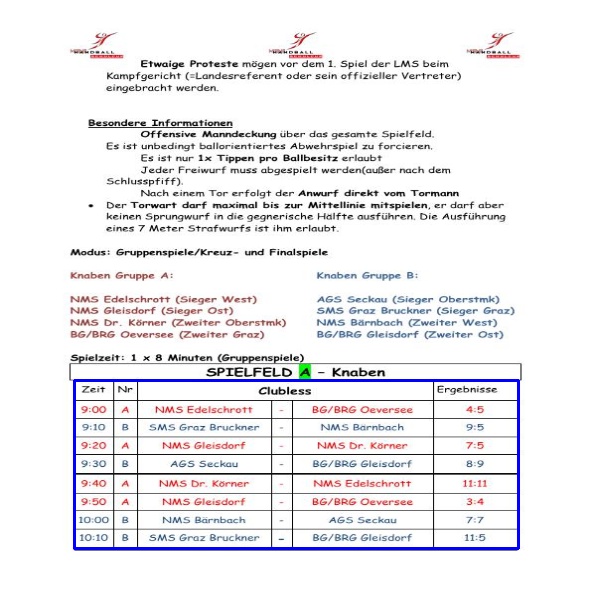 HANDBALL
HANDBALL
HANDBALL
Etwaige Proteste mögen vor dem 1. Spiel der LMS beim
Kampfgericht (=Landesreferent oder sein offizieller Vertreter)
eingebracht werden.
Besondere Informationen
Offensive Manndeckung über das gesamte Spielfeld.
Es ist unbedingt ballorientiertes Abwehrspiel zu forcieren.
Es ist nur 1x Tippen pro Ballbesitz erlaubt
Jeder Freiwurf muss abgespielt werden(außer nach dem
Schlusspfiff).
Nach einem Tor erfolgt der Anwurf direkt vom Tormann
• Der Torwart darf maximal bis zur Mittellinie mitspielen, er darf aber
keinen Sprungwurf in die gegnerische Hälfte ausführen. Die Ausführung
eines 7 Meter Strafwurfs ist ihm erlaubt.
Modus: Gruppenspiele/Kreuz- und Finalspiele
Knaben Gruppe A: Knaben Gruppe B:
NMS Edelschrott (Sieger West) AGS Seckau (Sieger Oberstmk)
NMS Gleisdorf (Sieger Ost) SMS Graz Bruckner (Sieger Graz)
NMS Dr. Körner (Zweiter Oberstmk) NMS Bärnbach (Zweiter West)
BG/BRG Oeversee (Zweiter Graz) BG/BRG Gleisdorf (Zweiter Ost)
Spielzeit: 1 x 8 Minuten (Gruppenspiele)
SPIELFELD A - Knaben
Zeit Nr Clubless Ergebnisse
9:00 A NMS Edelschrott - BG/BRG Oeversee 4:5
9:10 B SMS Graz Bruckner - NMS Bärnbach 9:5
9:20 A NMS Gleisdorf - NMS Dr. Körner 7:5
9:30 B AGS Seckau - BG/BRG Gleisdorf 8:9
9:40 A NMS Dr. Körner - NMS Edelschrott 11:11
9:50 A NMS Gleisdorf - BG/BRG Oeversee 3:4
10:00 B NMS Bärnbach - AGS Seckau 7:7
10:10 B SMS Graz Bruckner - BG/BRG Gleisdorf 11:5